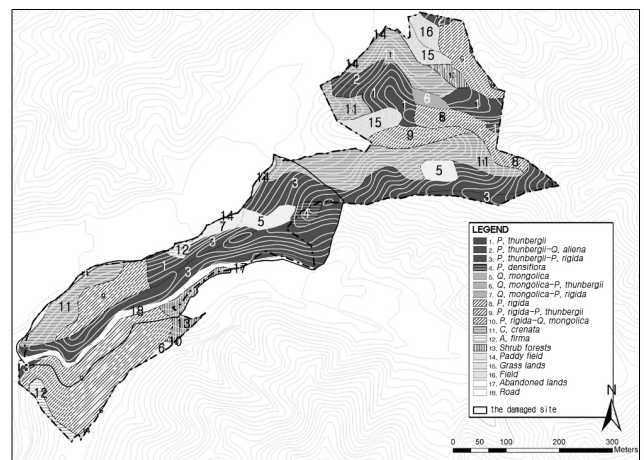 14
16
14
15
2
1
1
1
11
6
15
8
9
11
8
14
3
5
3
4
14
7
5
12
3
17
1
3
11
18
13
10
6
12
LEGEND
1. P. thunbergii
2. P. thunbergii-Q. aliena
3. P. thunbergii-P. rigida
4. P. densiflora
5. Q. mongolica
6. Q. mongolica-P. thunbergii
7. Q. mongolica-P. rigida
8. P. rigida
9. P. rigida-P. thunbergii
10. P. rigida-Q. mongolica
11. C. crenata
12. A. firma
13. Shrub forests
14. Paddy field
15. Grass lands
16. Field
17. Abandoned lands
18. Road
the damaged site
N
0 50 100 200 300
Meters